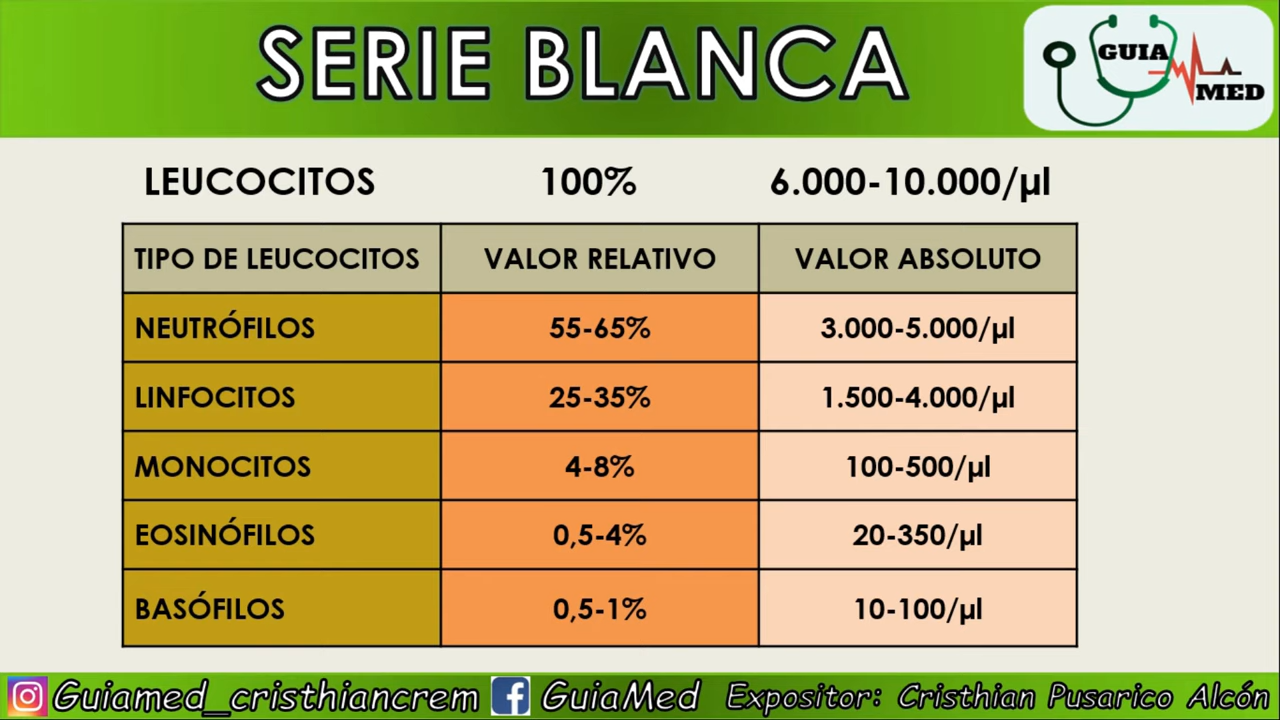 SERIE BLANCA
GUIA
MED
LEUCOCITOS 100% 6.000-10.000/µl
TIPO DE LEUCOCITOS VALOR RELATIVO VALOR ABSOLUTO
NEUTRÓFILOS 55-65% 3.000-5.000/µl
LINFOCITOS 25-35% 1.500-4.000/µl
MONOCITOS 4-8% 100-500/µl
EOSINÓFILOS 0,5-4% 20-350/µl
BASÓFILOS 0,5-1% 10-100/µl
Guiamed_cristhiancrem GuiaMed Expositor: Cristhian Pusarico Alcón